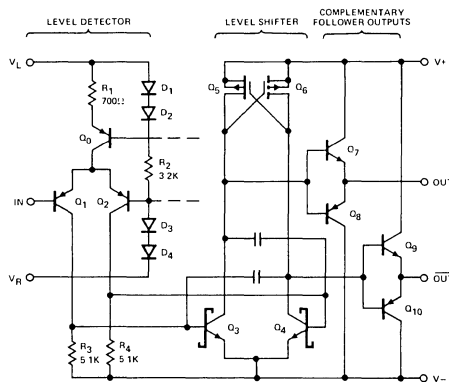 LEVEL DETECTOR
LEVEL SHIFTER
COMPLEMENTARY
FOLLOWER OUTPUTS
VL
V+
R1
700Ω
D1
D2
Q5
Q6
Q0
R2
3 2K
Q7
IN
Q1
Q2
OUT
Q8
D3
D4
Q9
VR
OUT
Q10
Q3
Q4
R3
5 1K
R4
5 1K
V−